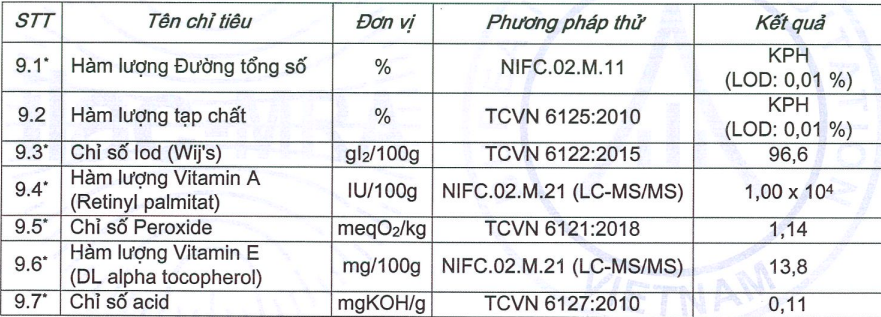 STT Tên chỉ tiêu Đơn vị Phương pháp thử Kết quả
9.1* Hàm lượng Đường tổng số % NIFC.02.M.11 KPH
(LOD: 0,01 %)
9.2 Hàm lượng tạp chất % TCVN 6125:2010 KPH
(LOD: 0,01 %)
9.3* Chỉ số Iod (Wij's) gI₂/100g TCVN 6122:2015 96,6
9.4* Hàm lượng Vitamin A
(Retinyl palmitat) IU/100g NIFC.02.M.21 (LC-MS/MS) 1,00 x 10⁴
9.5* Chỉ số Peroxide meqO₂/kg TCVN 6121:2018 1,14
9.6* Hàm lượng Vitamin E
(DL alpha tocopherol) mg/100g NIFC.02.M.21 (LC-MS/MS) 13,8
9.7* Chỉ số acid mgKOH/g TCVN 6127:2010 0,11
VIETNAM